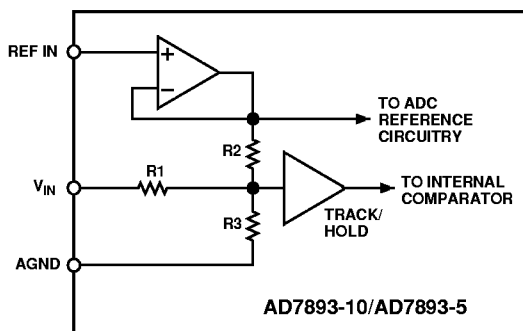 REF IN
+
−
TO ADC
REFERENCE
CIRCUITRY
R2
R1
VIN
TO INTERNAL
COMPARATOR
TRACK/
HOLD
R3
AGND
AD7893-10/AD7893-5